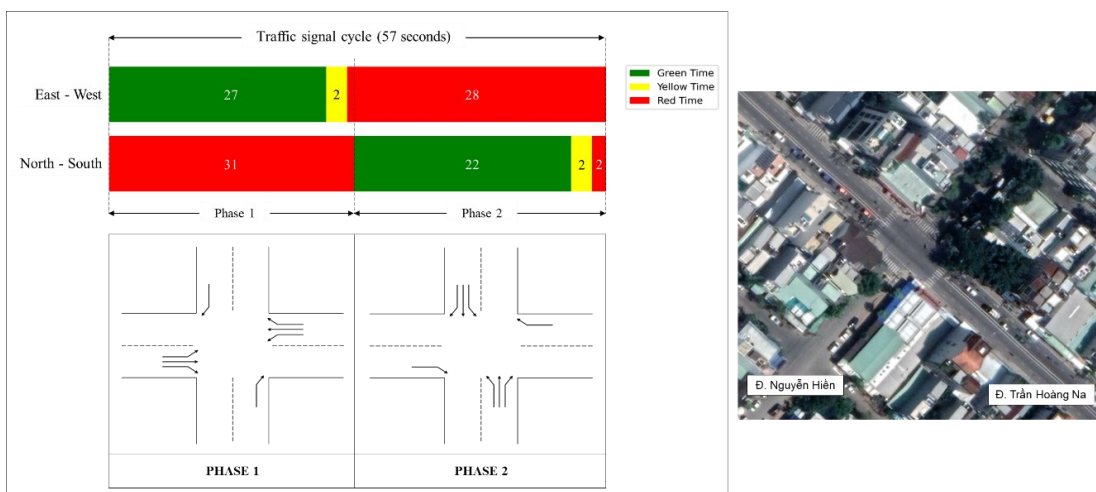 Traffic signal cycle (57 seconds)
East - West
27
2
28
Green Time
Yellow Time
Red Time
North - South
31
22
2
2
Phase 1
Phase 2
PHASE 1
PHASE 2
Đ. Nguyễn Hiền
Đ. Trần Hoàng Na